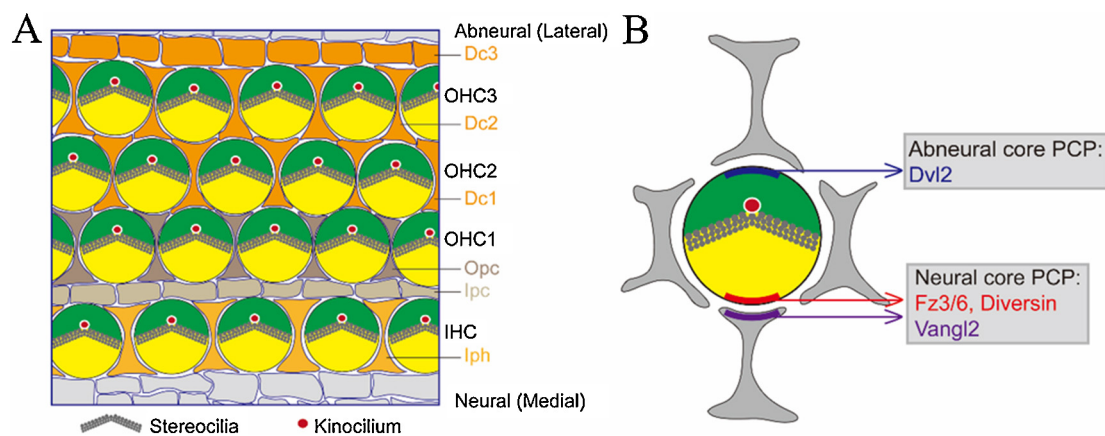 A
Abneural (Lateral)
Dc3
OHC3
Dc2
OHC2
Dc1
OHC1
Opc
Ipc
IHC
Iph
Neural (Medial)
Stereocilia
Kinocilium
B
Abneural core PCP:
Dvl2
Neural core PCP:
Fz3/6, Diversin
Vangl2